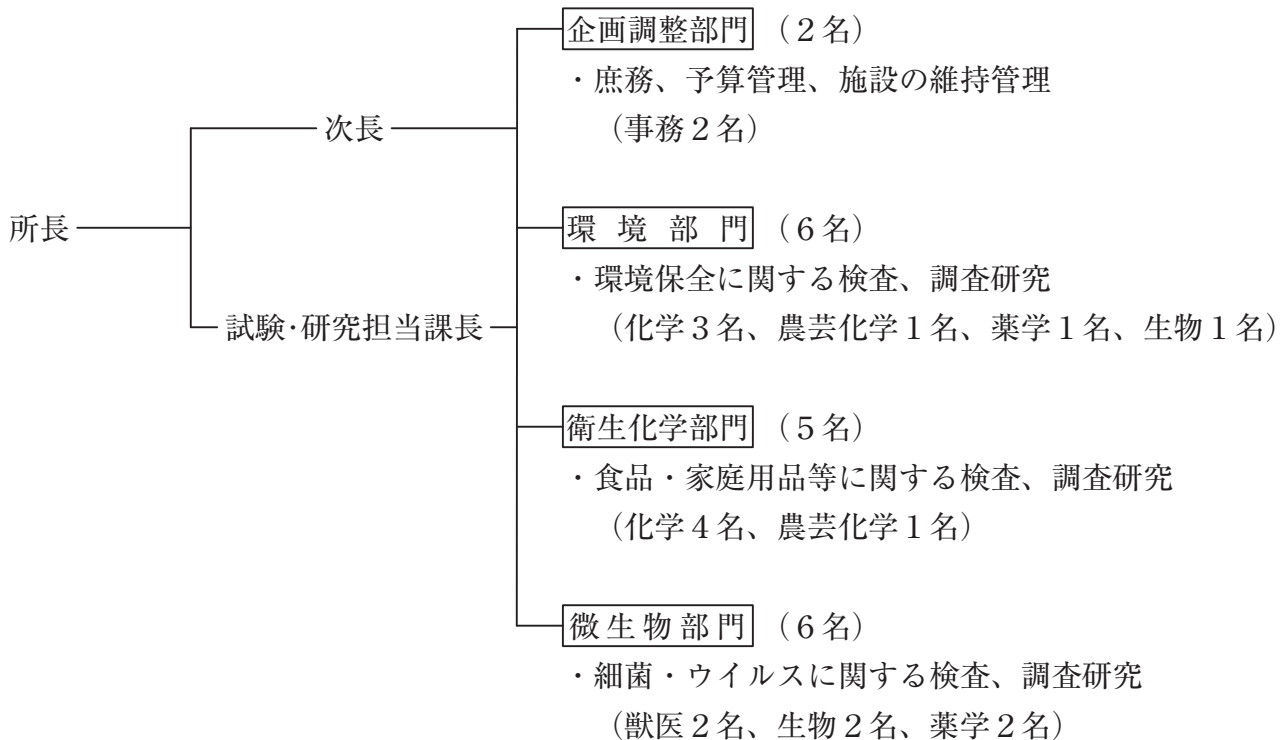 企画調整部門（２名）
・庶務、予算管理、施設の維持管理
（事務２名）
次長
所長
環境部門（６名）
・環境保全に関する検査、調査研究
（化学３名、農芸化学１名、薬学１名、生物１名）
試験･研究担当課長
衛生化学部門（５名）
・食品・家庭用品等に関する検査、調査研究
（化学４名、農芸化学１名）
微生物部門（６名）
・細菌・ウイルスに関する検査、調査研究
（獣医２名、生物２名、薬学２名）